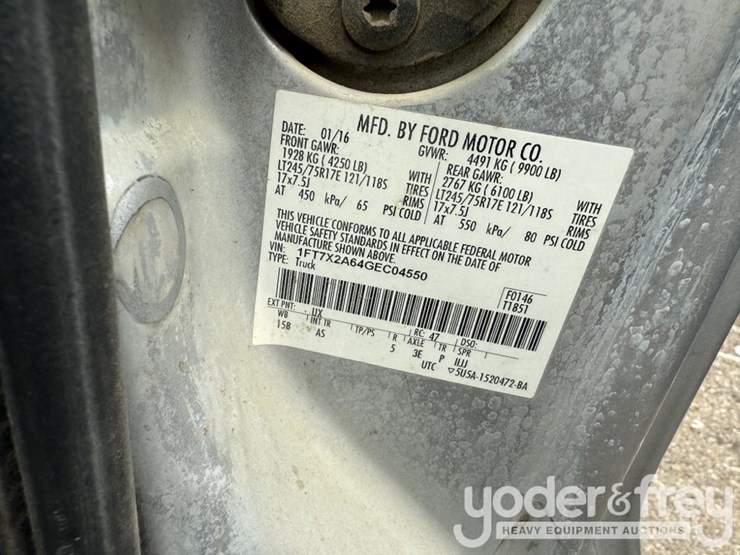 MFD. BY FORD MOTOR CO.
DATE: 01/16 GVWR: 4491 KG ( 9900 LB)
FRONT GAWR: REAR GAWR:
1928 KG ( 4250 LB) WITH 2767 KG ( 6100 LB) WITH
LT245/75R17E 121/118S TIRES LT245/75R17E 121/118S TIRES
17x7.5J RIMS 17x7.5J RIMS
AT 450 kPa/ 65 PSI COLD AT 550 kPa/ 80 PSI COLD
THIS VEHICLE CONFORMS TO ALL APPLICABLE FEDERAL MOTOR
VEHICLE SAFETY STANDARDS IN EFFECT ON THE DATE OF
MANUFACTURE SHOWN ABOVE.
VIN: 1FT7X2A64GEC04550
TYPE: Truck
F0146
T1851
EXT PNT: UX RC: 47 DSO:
WB INT TR TP/PS R AXLE TR SPR
158 AS 5 3E P
UTC ▽5U5A-1520472-BA
yoder&frey
HEAVY EQUIPMENT AUCTIONS